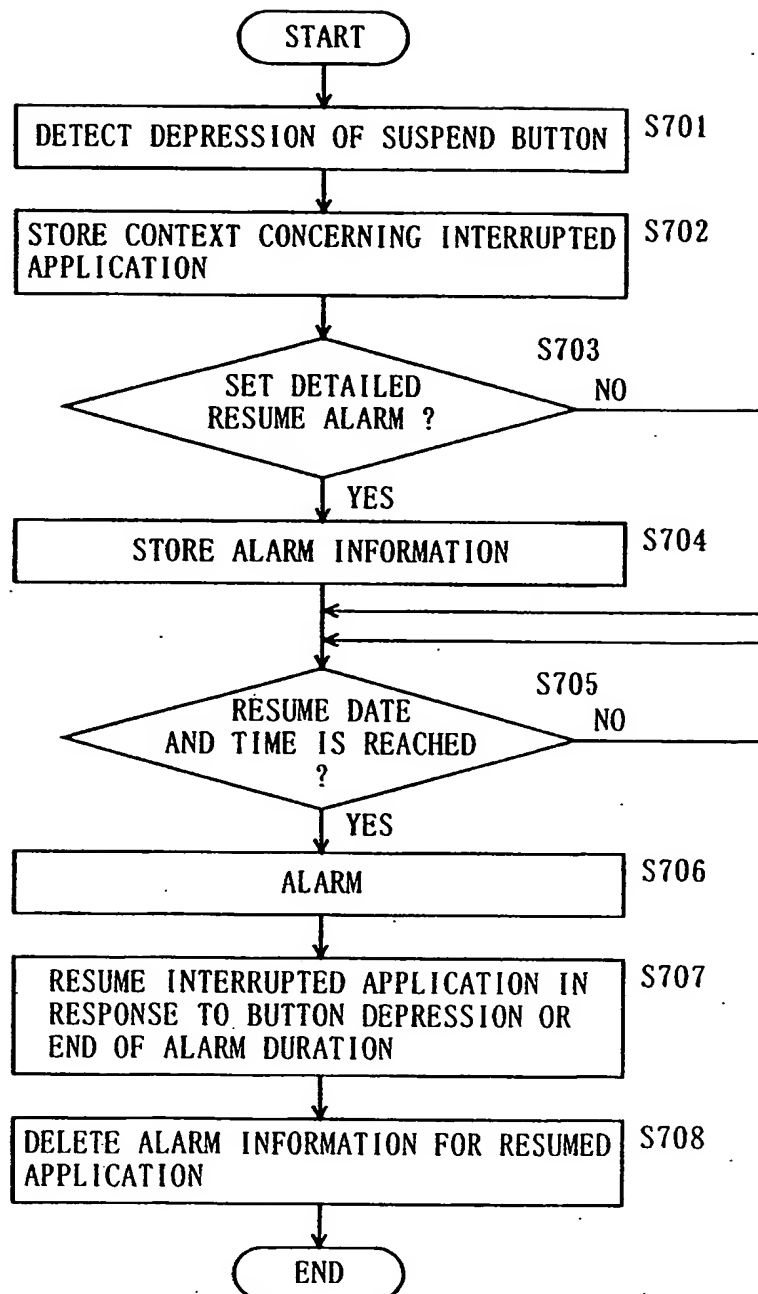 START
DETECT DEPRESSION OF SUSPEND BUTTON
S701
STORE CONTEXT CONCERNING INTERRUPTED
APPLICATION
S702
S703
SET DETAILED
RESUME ALARM ?
NO
YES
STORE ALARM INFORMATION
S704
S705
RESUME DATE
AND TIME IS REACHED
?
NO
YES
ALARM
S706
RESUME INTERRUPTED APPLICATION IN
RESPONSE TO BUTTON DEPRESSION OR
END OF ALARM DURATION
S707
DELETE ALARM INFORMATION FOR RESUMED
APPLICATION
S708
END